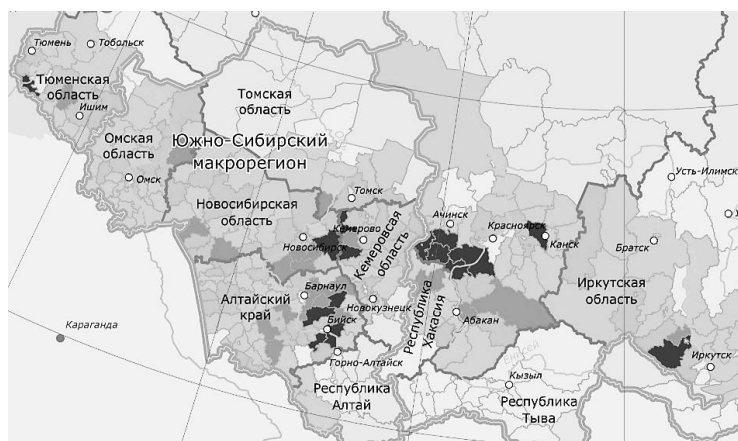 Тюмень
Тобольск
Тюменская
область
Ишим
Омская
область
Омск
Томская
область
Южно-Сибирский
макрорегион
Новосибирская
область
Новосибирск
Томск
Кемерово
Кемеровская
область
Новокузнецк
Алтайский
край
Барнаул
Бийск
Горно-Алтайск
Республика
Алтай
Караганда
Ачинск
Красноярск
Канск
Республика
Хакасия
Абакан
Кызыл
Республика
Тыва
Усть-Илимск
Братск
Иркутская
область
Иркутск